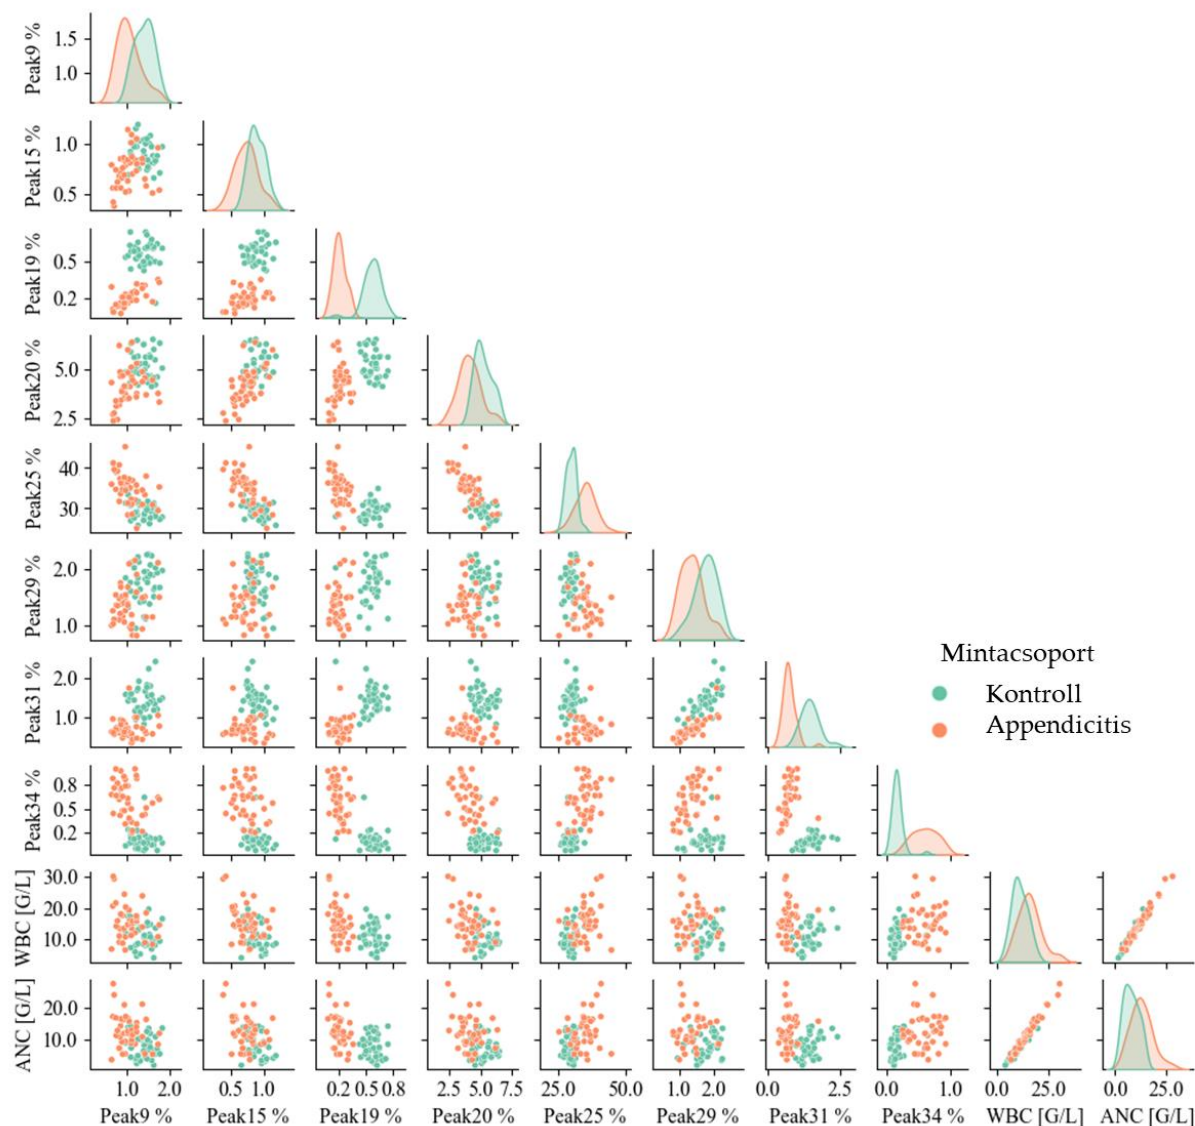 Peak9 %
1.5
1.0
Peak15 %
1.0
0.5
Peak19 %
0.5
0.2
Peak20 %
5.0
2.5
Peak25 %
40
30
Peak29 %
2.0
1.0
Peak31 %
2.0
1.0
Mintacsoport
Kontroll
Appendicitis
Peak34 %
0.8
0.5
0.2
WBC [G/L]
30.0
20.0
10.0
ANC [G/L]
20.0
10.0
1.0 2.0 0.5 1.0 0.2 0.5 0.8 2.5 5.0 7.5 25.0 50.0 1.0 2.0 0.0 2.5 0.0 1.0 0.0 25.0 0.0 25.0
Peak9 % Peak15 % Peak19 % Peak20 % Peak25 % Peak29 % Peak31 % Peak34 % WBC [G/L] ANC [G/L]